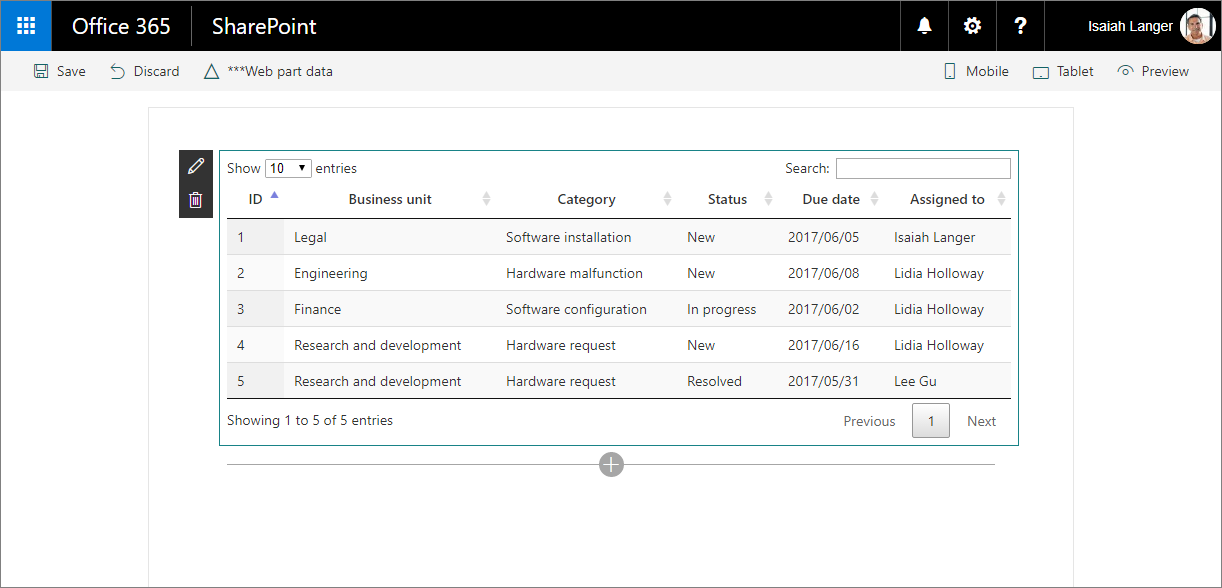 Office 365 SharePoint ? Isaiah Langer
Save Discard ***Web part data Mobile Tablet Preview
Show 10 entries Search:
ID Business unit Category Status Due date Assigned to
1 Legal Software installation New 2017/06/05 Isaiah Langer
2 Engineering Hardware malfunction New 2017/06/08 Lidia Holloway
3 Finance Software configuration In progress 2017/06/02 Lidia Holloway
4 Research and development Hardware request New 2017/06/16 Lidia Holloway
5 Research and development Hardware request Resolved 2017/05/31 Lee Gu
Showing 1 to 5 of 5 entries Previous 1 Next